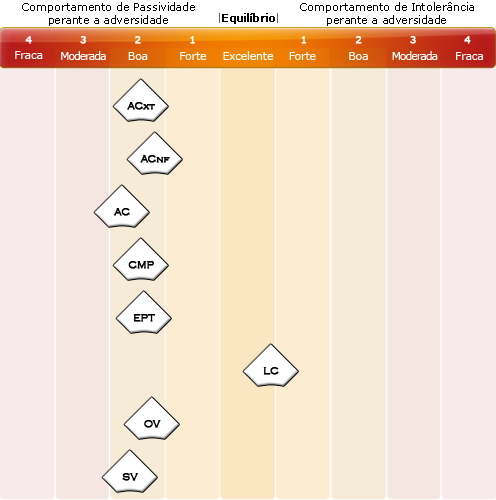 Comportamento de Passividade
perante a adversidade
|Equilíbrio|
Comportamento de Intolerância
perante a adversidade
4 3 2 1 1 2 3 4
Fraca Moderada Boa Forte Excelente Forte Boa Moderada Fraca
ACXT
ACNF
AC
CMP
EPT
LC
OV
SV